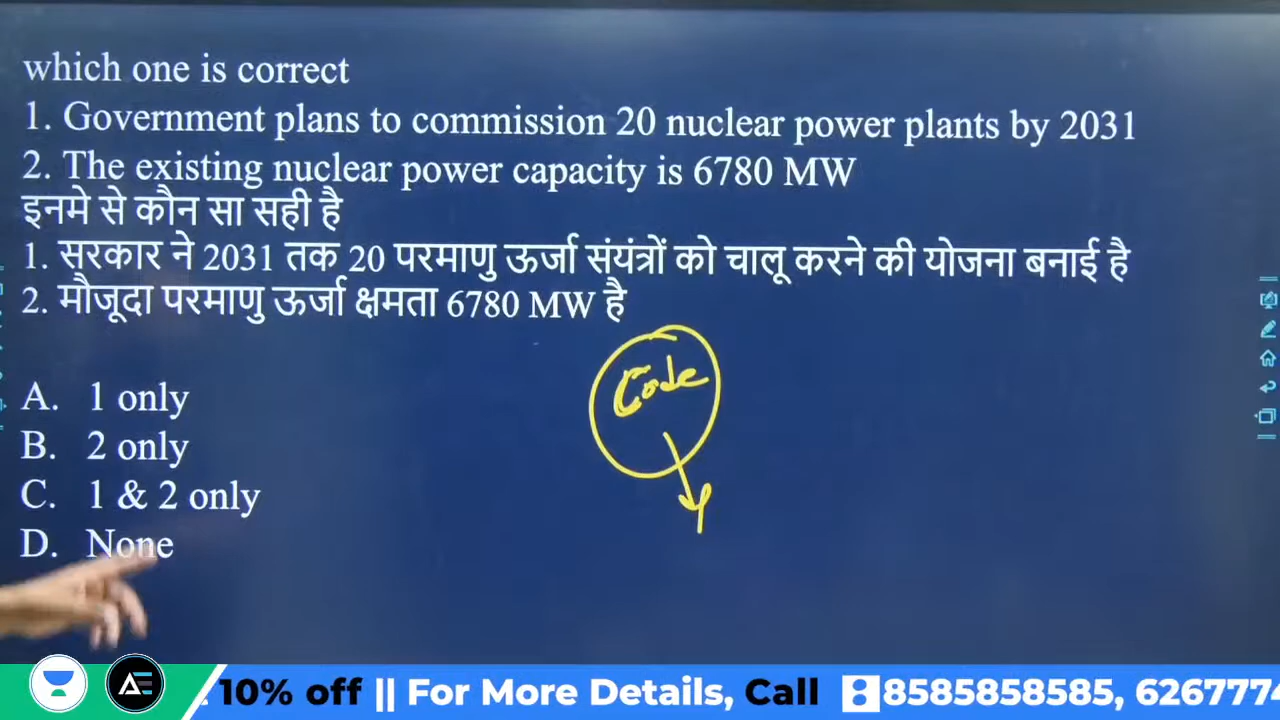 which one is correct
1. Government plans to commission 20 nuclear power plants by 2031
2. The existing nuclear power capacity is 6780 MW
इनमे से कौन सा सही है
1. सरकार ने 2031 तक 20 परमाणु ऊर्जा संयंत्रों को चालू करने की योजना बनाई है
2. मौजूदा परमाणु ऊर्जा क्षमता 6780 MW है
Code
A. 1 only
B. 2 only
C. 1 & 2 only
D. None
10% off || For More Details, Call 8585858585, 626777